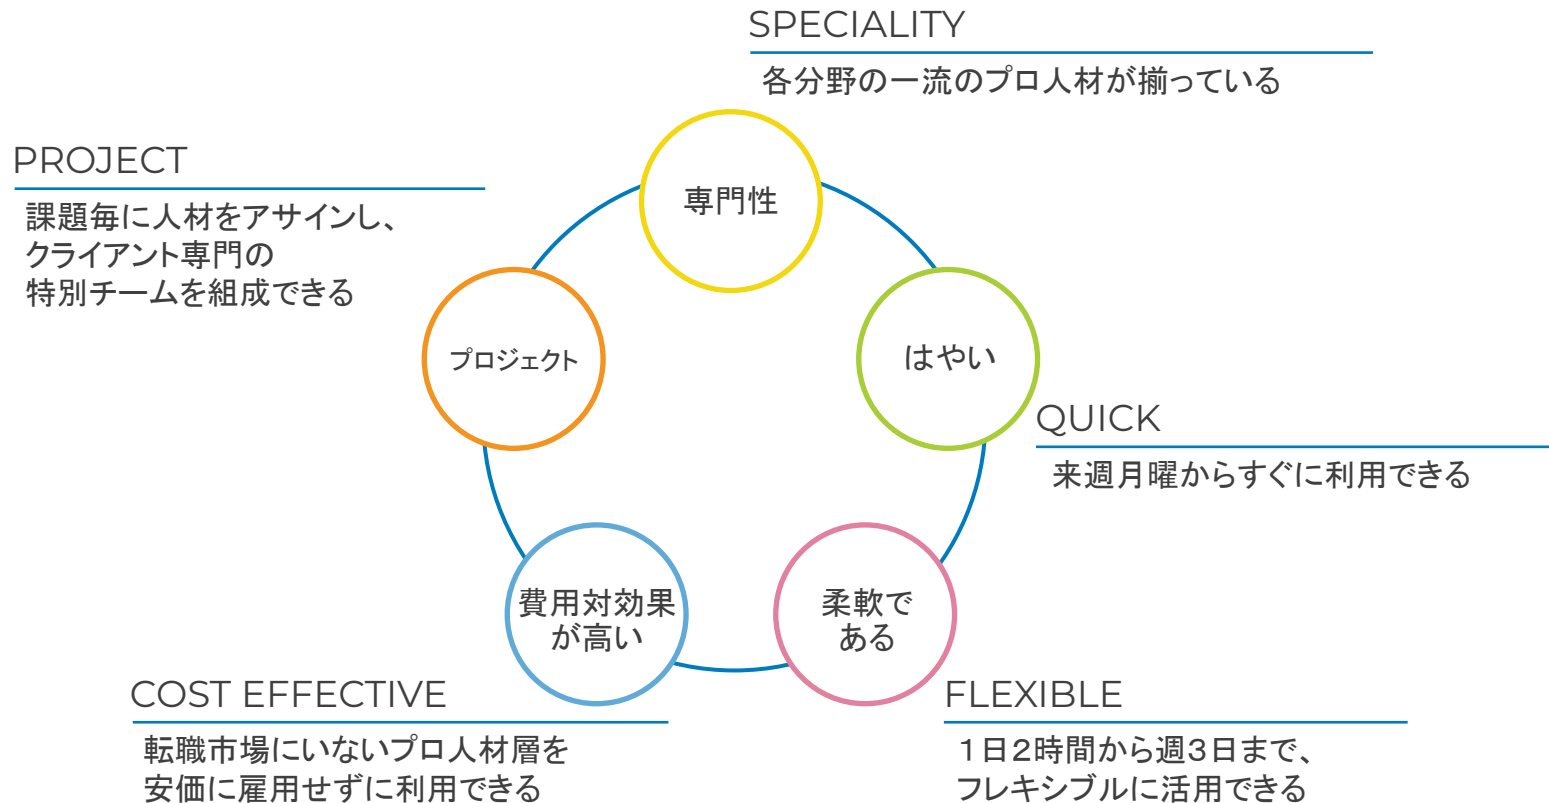 SPECIALITY
各分野の一流のプロ人材が揃っている
専門性
PROJECT
課題毎に人材をアサインし、
クライアント専門の
特別チームを組成できる
プロジェクト
はやい
QUICK
来週月曜からすぐに利用できる
費用対効果
が高い
柔軟で
ある
COST EFFECTIVE
転職市場にいないプロ人材層を
安価に雇用せずに利用できる
FLEXIBLE
1日2時間から週3日まで、
フレキシブルに活用できる